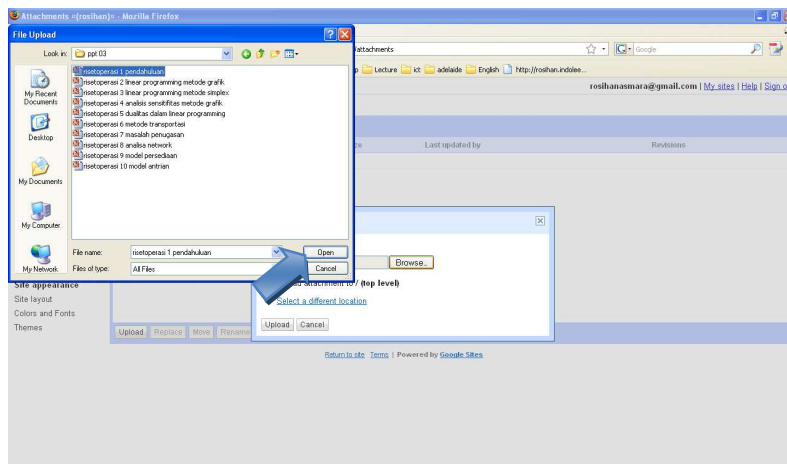 Attachments =(rosihan)= - Mozilla Firefox
File Upload
Look in: ppt 03
/attachments
Google
Lecture ict adelaide English http://rosihan.indolee...
rosihanasmara@gmail.com | My sites | Help | Sign o
My Recent Documents
Desktop
My Documents
My Computer
My Network
risetoperasi 1 pendahuluan
risetoperasi 2 linear programming metode grafik
risetoperasi 3 linear programming metode simplex
risetoperasi 4 analisis sensitifitas metode grafik
risetoperasi 5 dualitas dalam linear programming
risetoperasi 6 metode transportasi
risetoperasi 7 masalah penugasan
risetoperasi 8 analisa network
risetoperasi 9 model persediaan
risetoperasi 10 model antrian
Last updated by Revisions
File name: risetoperasi 1 pendahuluan Open
Files of type: All Files Cancel
Browse..
attachment to / (top level)
Select a different location
Upload Cancel
Site appearance
Site layout
Colors and Fonts
Themes
Upload Replace Move Rename
Return to site Terms | Powered by Google Sites